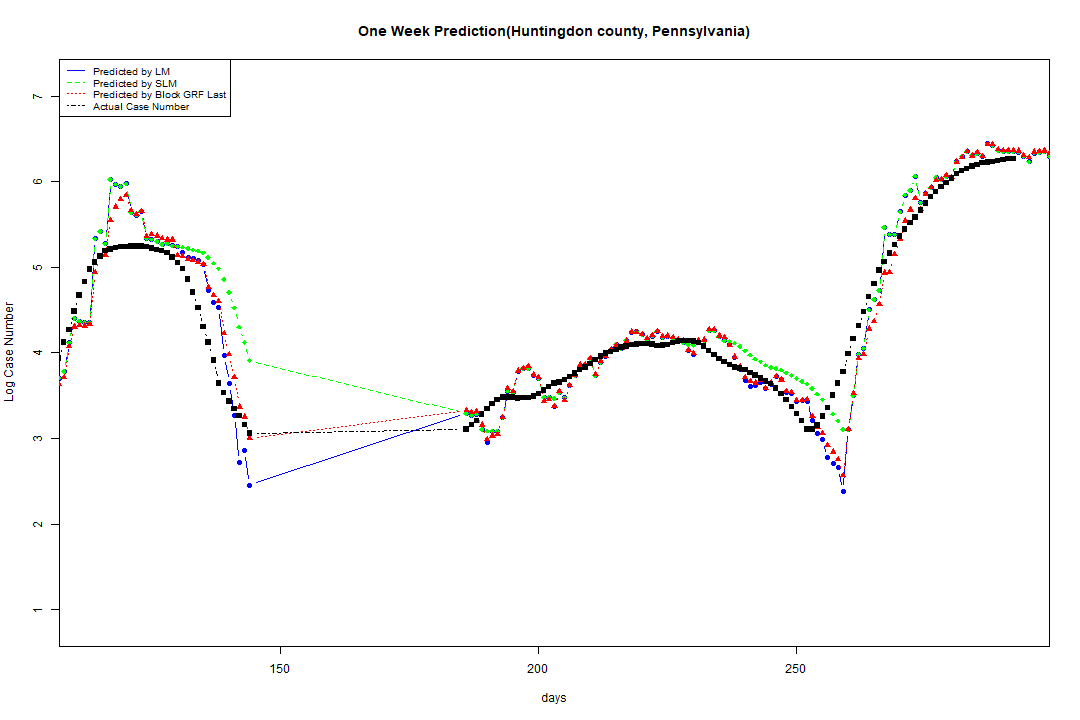 One Week Prediction(Huntingdon county, Pennsylvania)
Predicted by LM
Predicted by SLM
Predicted by Block GRF Last
Actual Case Number
7
6
5
4
3
2
1
Log Case Number
150
200
250
days